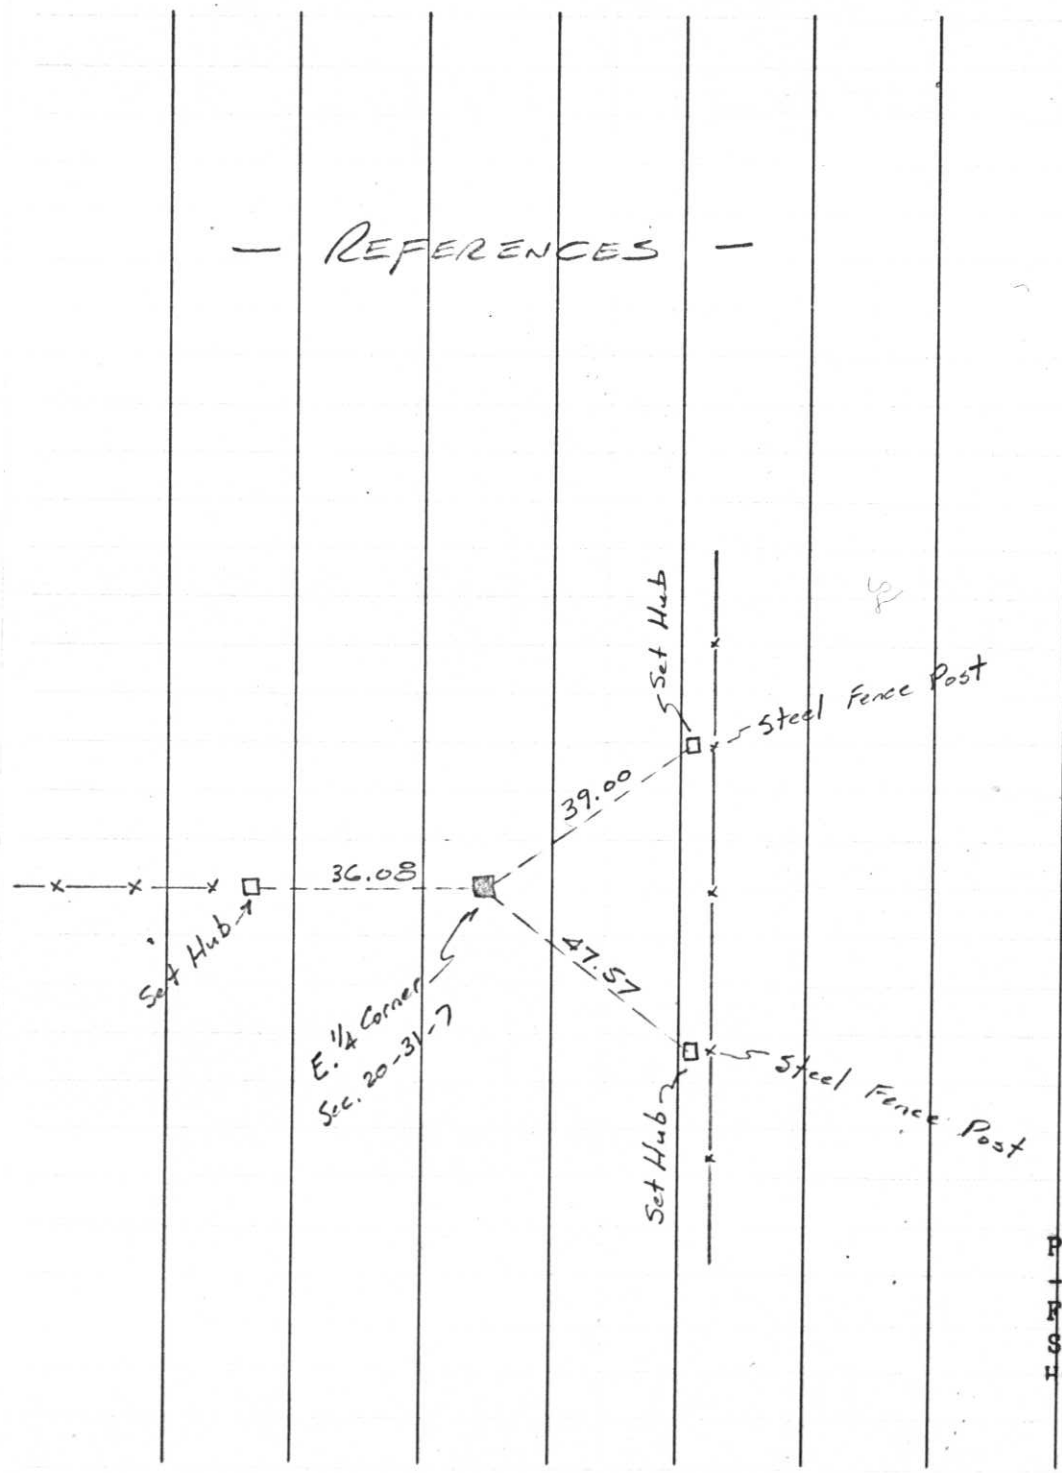 — REFERENCES —
Set Hub
Steel Fence Post
39.00
36.08
Set Hub
47.57
E. 1/4 Corner
Sec. 20-31-7
Steel Fence Post
Set Hub
P
F
S